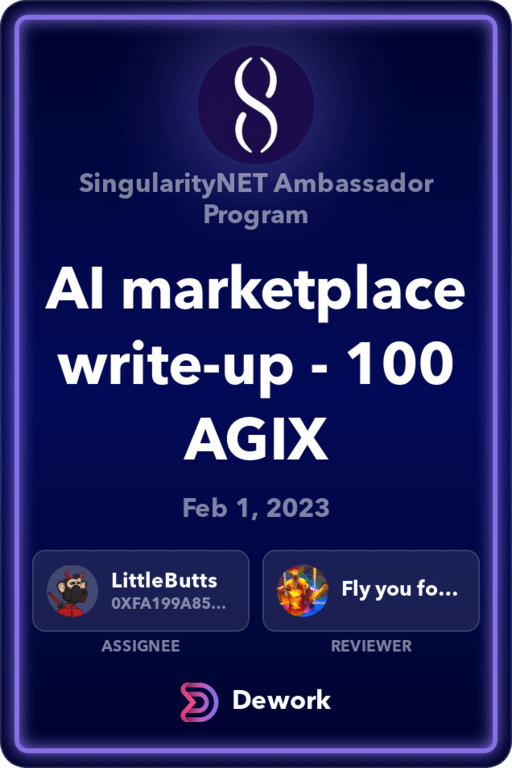 SingularityNET Ambassador
Program
AI marketplace
write-up - 100
AGIX
Feb 1, 2023
LittleButts
0XFA199A85...
ASSIGNEE
Fly you fo...
REVIEWER
Dework